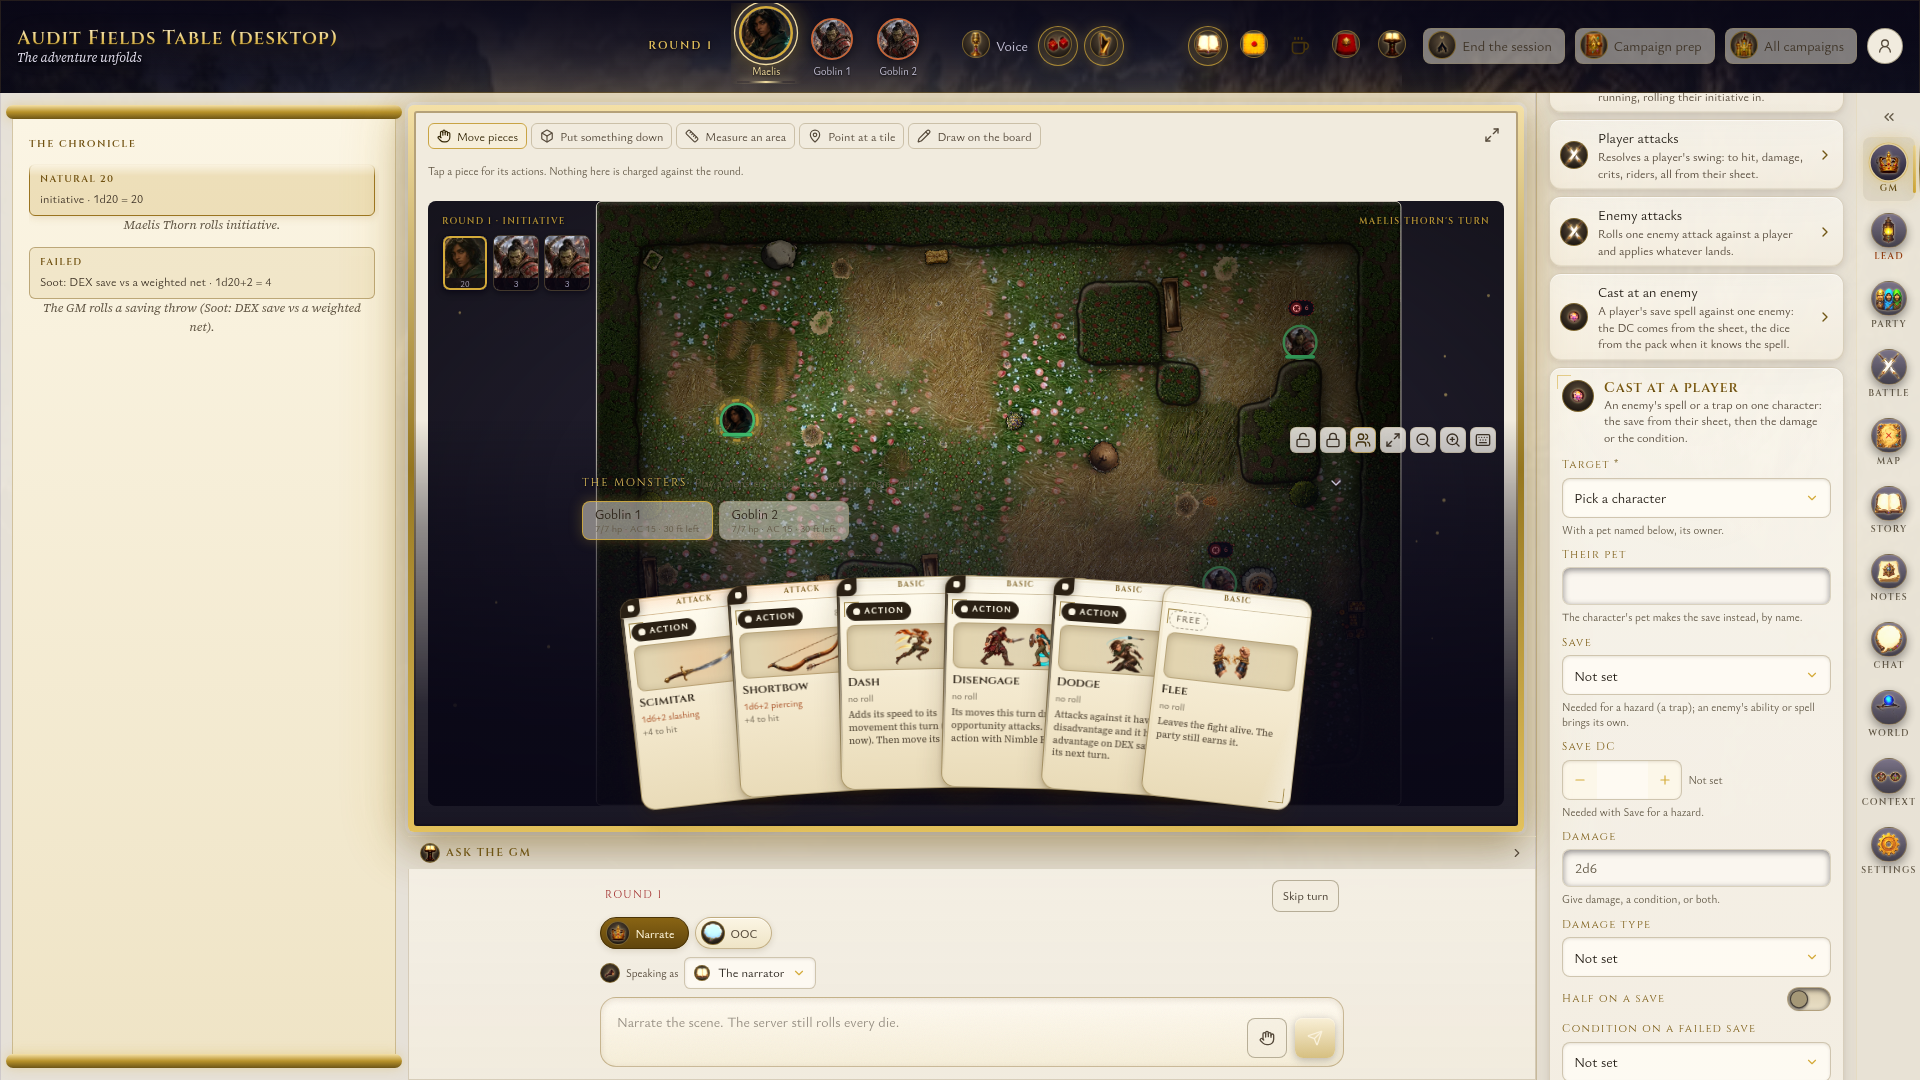 AUDIT FIELDS TABLE (DESKTOP)
The adventure unfolds
ROUND 1
Maelis
Goblin 1
Goblin 2
Voice
End the session
Campaign prep
All campaigns
THE CHRONICLE
NATURAL 20
initiative · 1d20 = 20
Maelis Thorn rolls initiative.
FAILED
Soot: DEX save vs a weighted net · 1d20+2 = 4
The GM rolls a saving throw (Soot: DEX save vs a weighted
net).
Move pieces
Put something down
Measure an area
Point at a tile
Draw on the board
Tap a piece for its actions. Nothing here is charged against the round.
ROUND 1 · INITIATIVE
MAELIS THORN'S TURN
20
3
3
6
6
THE MONSTERS
Goblin 1
7/7 hp · AC 15 · 30 ft left
Goblin 2
7/7 hp · AC 15 · 30 ft left
ATTACK
ACTION
SCIMITAR
1d6+2 slashing
+4 to hit
ATTACK
ACTION
SHORTBOW
1d6+2 piercing
+4 to hit
BASIC
ACTION
DASH
no roll
Adds its speed to its
movement this turn
now). Then move its
BASIC
ACTION
DISENGAGE
no roll
Its moves this turn
opportunity attacks.
action with Nimble
BASIC
ACTION
DODGE
no roll
Attacks against it
disadvantage and it
advantage on DEX
its next turn.
BASIC
FREE
FLEE
no roll
Leaves the fight alive. The
party still earns it.
ASK THE GM
ROUND 1
Skip turn
Narrate
OOC
Speaking as
The narrator
Narrate the scene. The server still rolls every die.
running, rolling their initiative in.
Player attacks
Resolves a player's swing: to hit, damage,
crits, riders, all from their sheet.
Enemy attacks
Rolls one enemy attack against a player
and applies whatever lands.
Cast at an enemy
A player's save spell against one enemy:
the DC comes from the sheet, the dice
from the pack when it knows the spell.
CAST AT A PLAYER
An enemy's spell or a trap on one character:
the save from their sheet, then the damage
or the condition.
TARGET *
Pick a character
With a pet named below, its owner.
THEIR PET
The character's pet makes the save instead, by name.
SAVE
Not set
Needed for a hazard (a trap); an enemy's ability or spell
brings its own.
SAVE DC
Not set
Needed with Save for a hazard.
DAMAGE
2d6
Give damage, a condition, or both.
DAMAGE TYPE
Not set
HALF ON A SAVE
CONDITION ON A FAILED SAVE
Not set
GM
LEAD
PARTY
BATTLE
MAP
STORY
NOTES
CHAT
WORLD
CONTEXT
SETTINGS